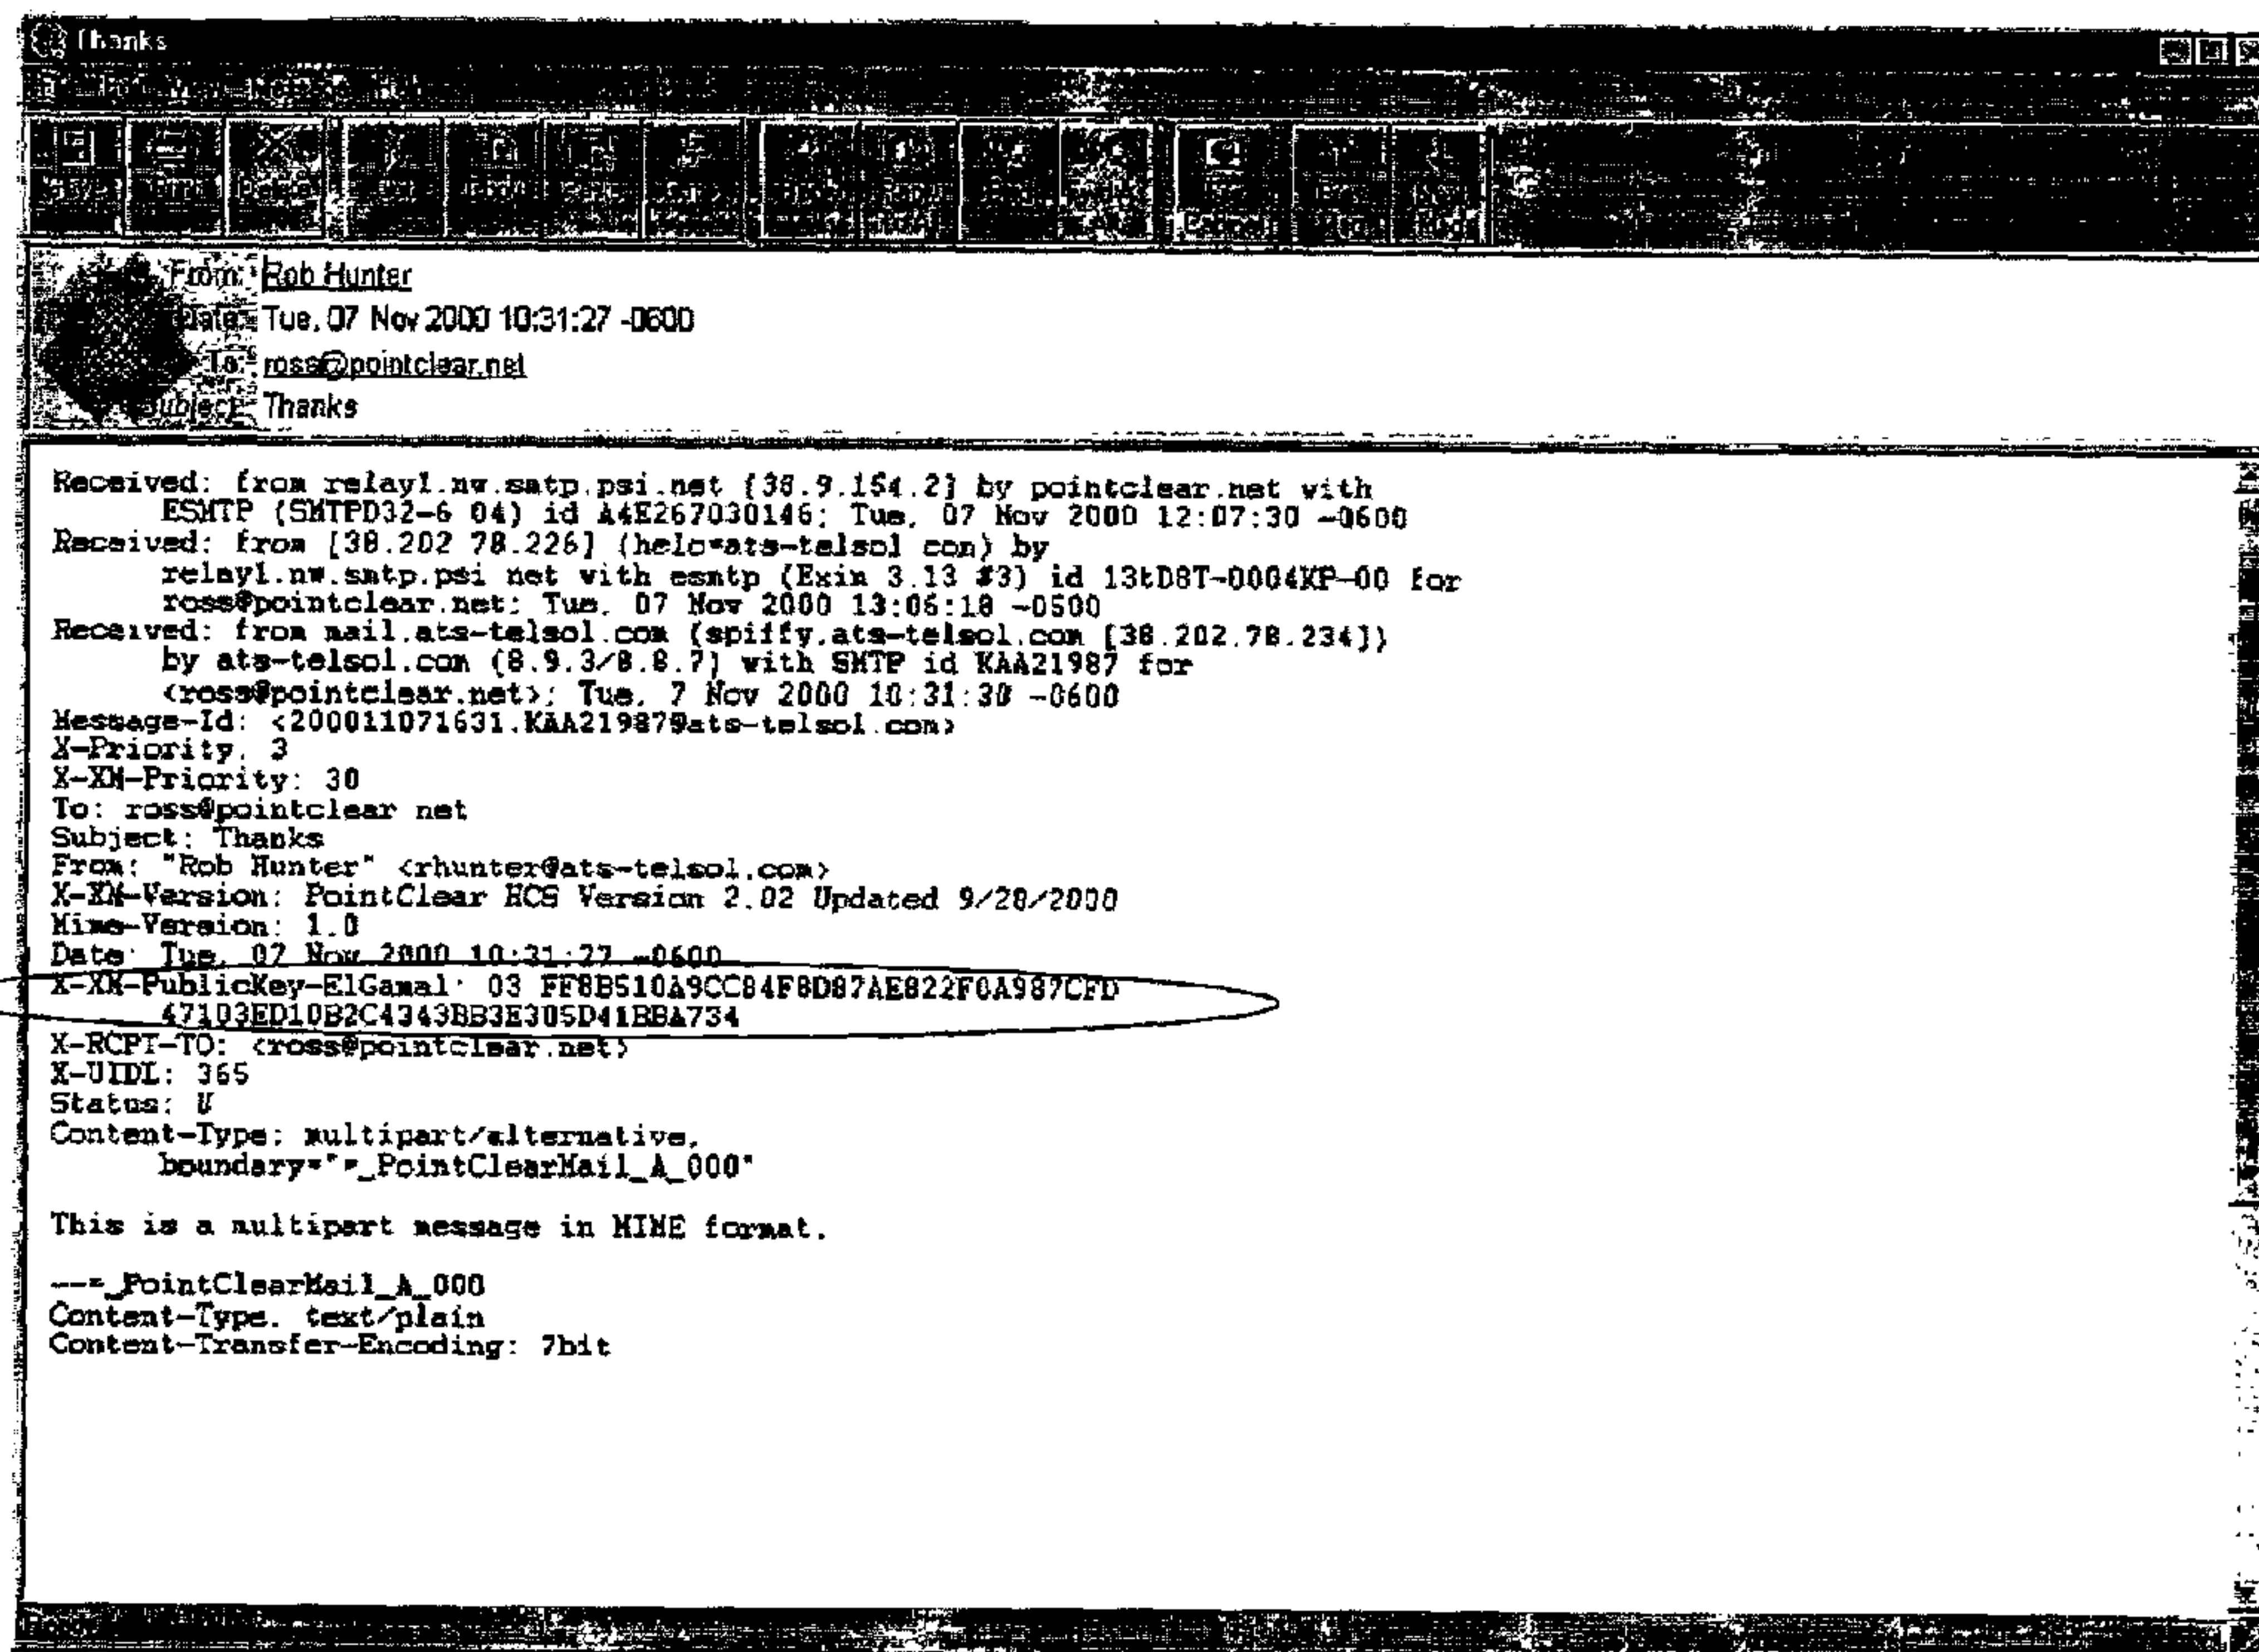 Thanks
From: Rob Hunter
Date: Tue, 07 Nov 2000 10:31:27 -0600
To: ross@pointclear.net
Subject: Thanks
Received: from relay1.nw.smtp.psi.net [38.9.154.2] by pointclear.net with
ESMTP (SMTPD32-6 04) id A4E267030146; Tue, 07 Nov 2000 12:07:30 -0600
Received: from [38.202 78.226] (helo=ats-telsol com) by
relay1.nw.smtp.psi net with esmtp (Exim 3.13 #3) id 13tD8T-0004XP-00 for
ross@pointclear.net; Tue, 07 Nov 2000 13:06:18 -0500
Received: from mail.ats-telsol.com (spiffy.ats-telsol.com [38.202.78.234])
by ats-telsol.com (8.9.3/8.8.7) with SMTP id KAA21987 for
<ross@pointclear.net>; Tue, 7 Nov 2000 10:31:30 -0600
Message-Id: <200011071631.KAA21987@ats-telsol.com>
X-Priority. 3
X-XM-Priority: 30
To: ross@pointclear net
Subject: Thanks
From: "Rob Hunter" <rhunter@ats-telsol.com>
X-XM-Version: PointClear RCS Version 2.02 Updated 9/28/2000
Mime-Version: 1.0
Date: Tue, 07 Nov 2000 10:31:27 -0600
X-XM-PublicKey-ElGamal: 03 FF8B510A9CC84F8D87AE822F0A987CFD
47103ED10B2C4343BB3E305D41BBA734
X-RCPT-TO: <ross@pointclear.net>
X-UIDL: 365
Status: U
Content-Type: multipart/alternative,
boundary="=_PointClearMail_A_000"
This is a multipart message in MIME format.
--=_PointClearMail_A_000
Content-Type. text/plain
Content-Transfer-Encoding: 7bit